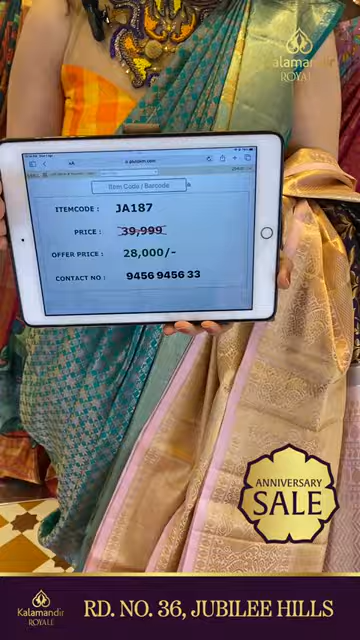 Kalamandir
ROYALE
Item Code / Barcode
ITEMCODE : JA187
PRICE : 39,999
OFFER PRICE : 28,000/-
CONTACT NO : 9456 9456 33
ANNIVERSARY
SALE
Kalamandir
ROYALE
RD. NO. 36, JUBILEE HILLS